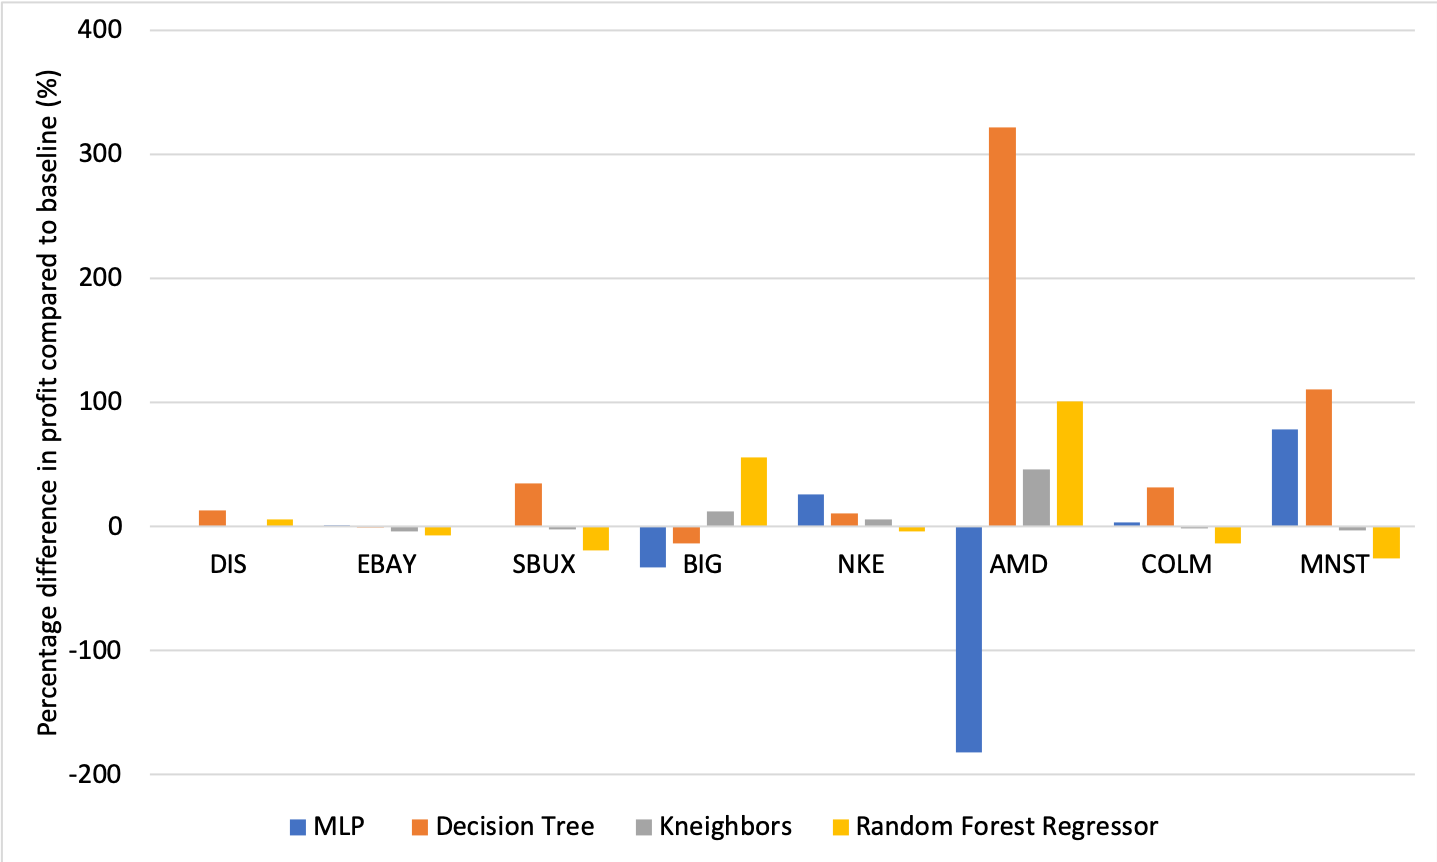 Percentage difference in profit compared to baseline (%)
400
300
200
100
0
-100
-200
DIS EBAY SBUX BIG NKE AMD COLM MNST
MLP Decision Tree Kneighbors Random Forest Regressor